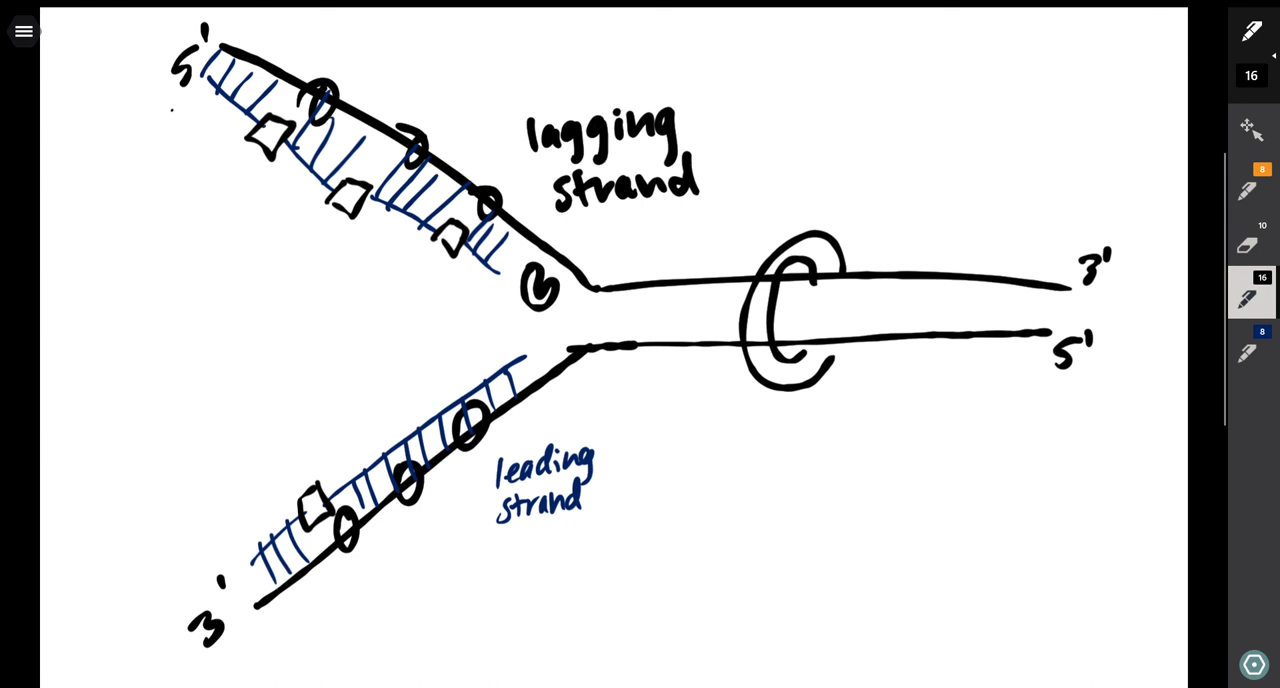 5'
lagging
strand
3'
5'
leading
strand
3'
16
8
10
16
8